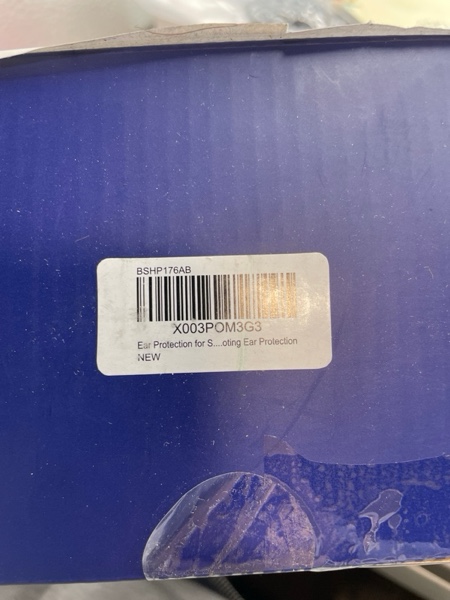 BSHP176AB
X003POM3G3
Ear Protection for S....oting Ear Protection
NEW